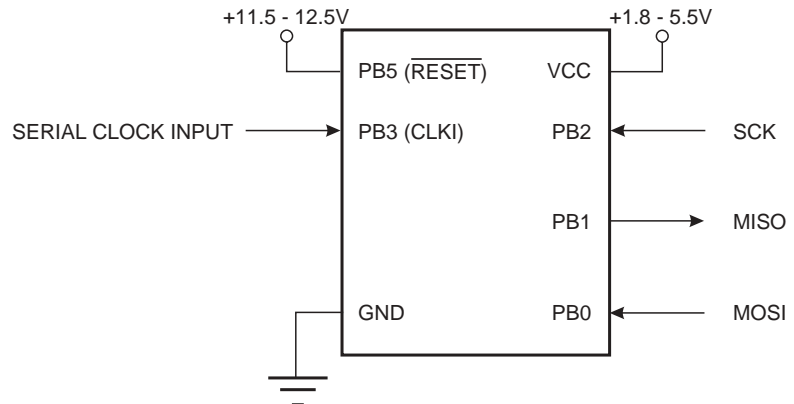 +11.5 - 12.5V
+1.8 - 5.5V
PB5 (RESET)
VCC
SERIAL CLOCK INPUT
PB3 (CLKI)
PB2
SCK
PB1
MISO
GND
PB0
MOSI